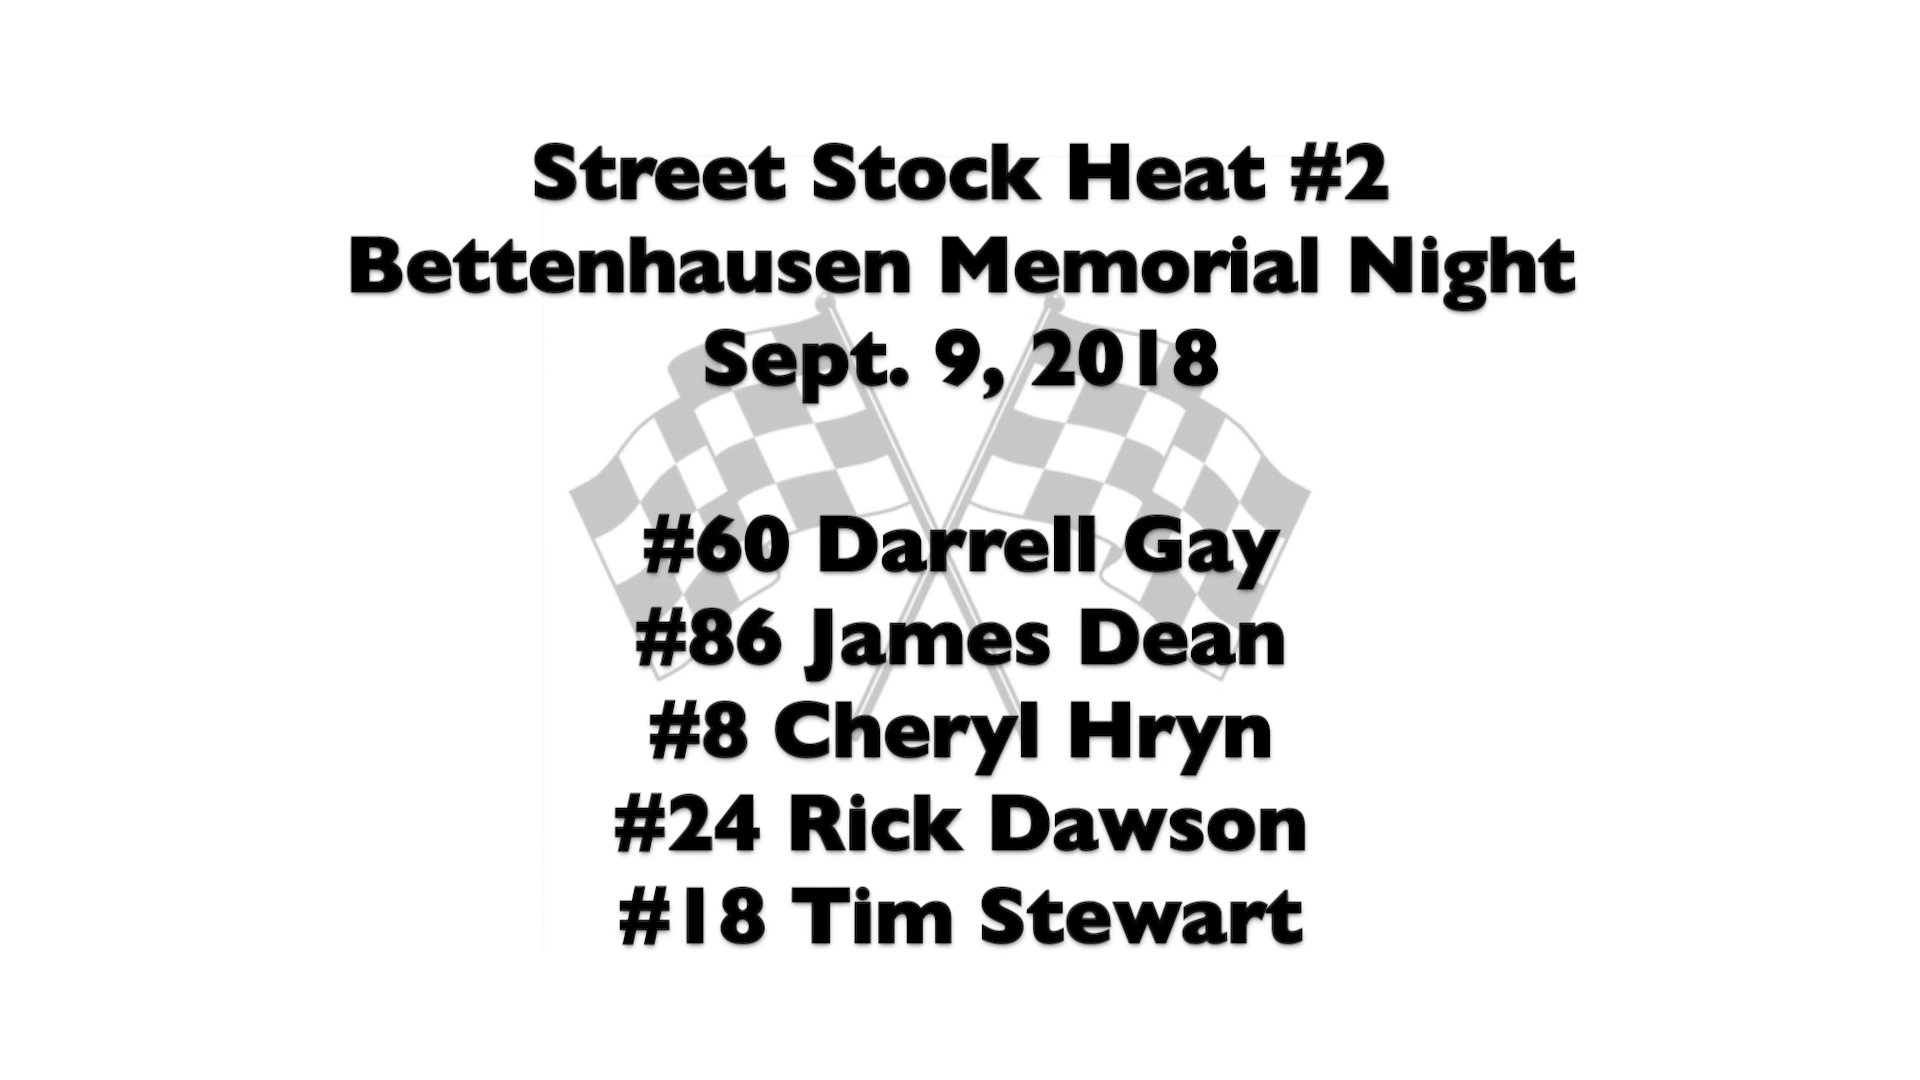 Street Stock Heat #2
Bettenhausen Memorial Night
Sept. 9, 2018
#60 Darrell Gay
#86 James Dean
#8 Cheryl Hryn
#24 Rick Dawson
#18 Tim Stewart